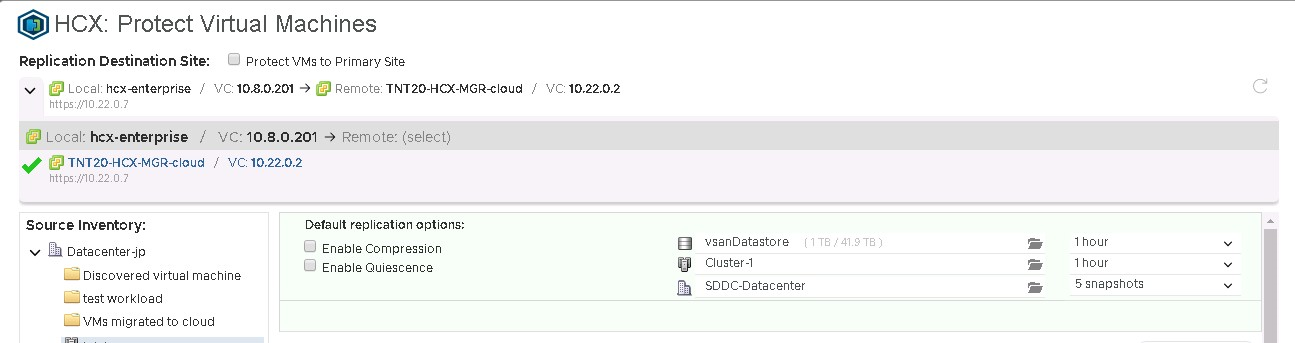 HCX: Protect Virtual Machines
Replication Destination Site: Protect VMs to Primary Site
Local: hcx-enterprise / VC: 10.8.0.201 → Remote: TNT20-HCX-MGR-cloud / VC: 10.22.0.2
https://10.22.0.7
Local: hcx-enterprise / VC: 10.8.0.201 → Remote: (select)
TNT20-HCX-MGR-cloud / VC: 10.22.0.2
https://10.22.0.7
Source Inventory:
Datacenter-jp
Discovered virtual machine
test workload
VMs migrated to cloud
Default replication options:
Enable Compression
Enable Quiescence
vsanDatastore ( 1 TB / 41.9 TB ) 1 hour
Cluster-1 1 hour
SDDC-Datacenter 5 snapshots